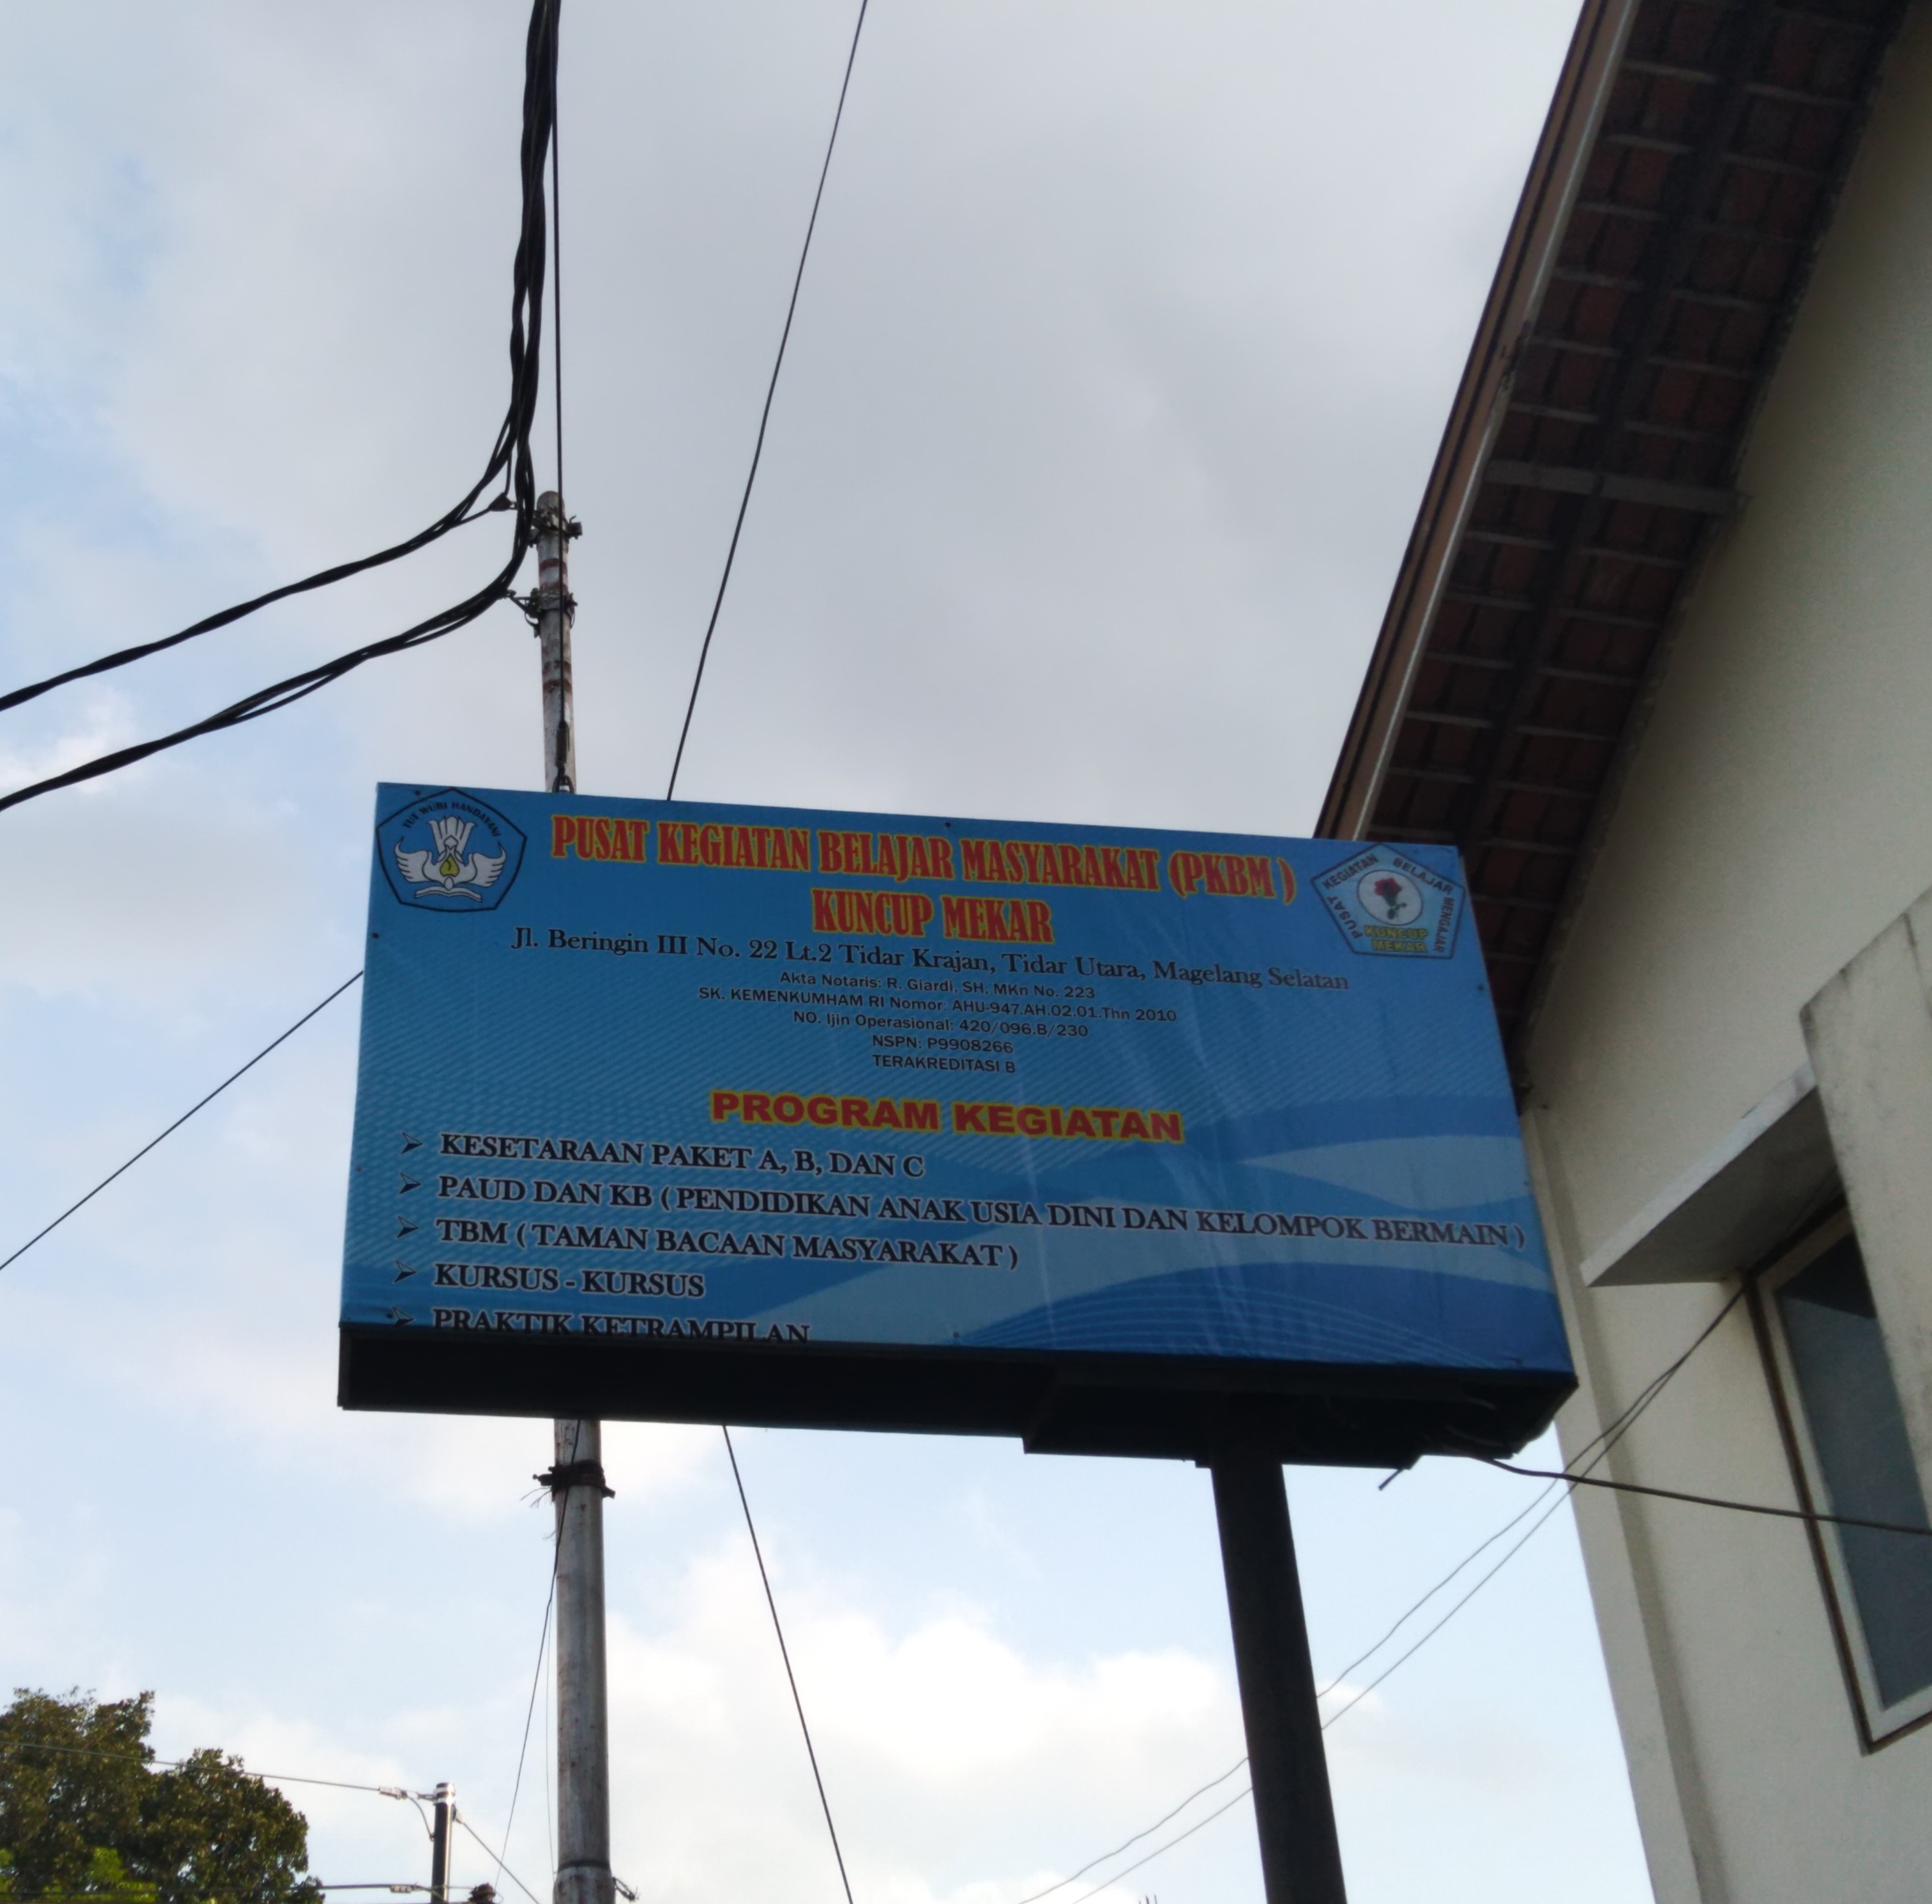 TUT WURI HANDAYANI
PUSAT KEGIATAN BELAJAR MASYARAKAT (PKBM )
KUNCUP MEKAR
PUSAT KEGIATAN BELAJAR MENGAJAR
KUNCUP
MEKAR
Jl. Beringin III No. 22 Lt.2 Tidar Krajan, Tidar Utara, Magelang Selatan
Akta Notaris: R. Giardi, SH. MKn No. 223
SK. KEMENKUMHAM RI Nomor: AHU-947.AH.02.01.Thn 2010
NO. Ijin Operasional: 420/096.B/230
NSPN: P9908266
TERAKREDITASI B
PROGRAM KEGIATAN
➢ KESETARAAN PAKET A, B, DAN C
➢ PAUD DAN KB ( PENDIDIKAN ANAK USIA DINI DAN KELOMPOK BERMAIN )
➢ TBM ( TAMAN BACAAN MASYARAKAT )
➢ KURSUS - KURSUS
➢ PRAKTIK KETRAMPILAN